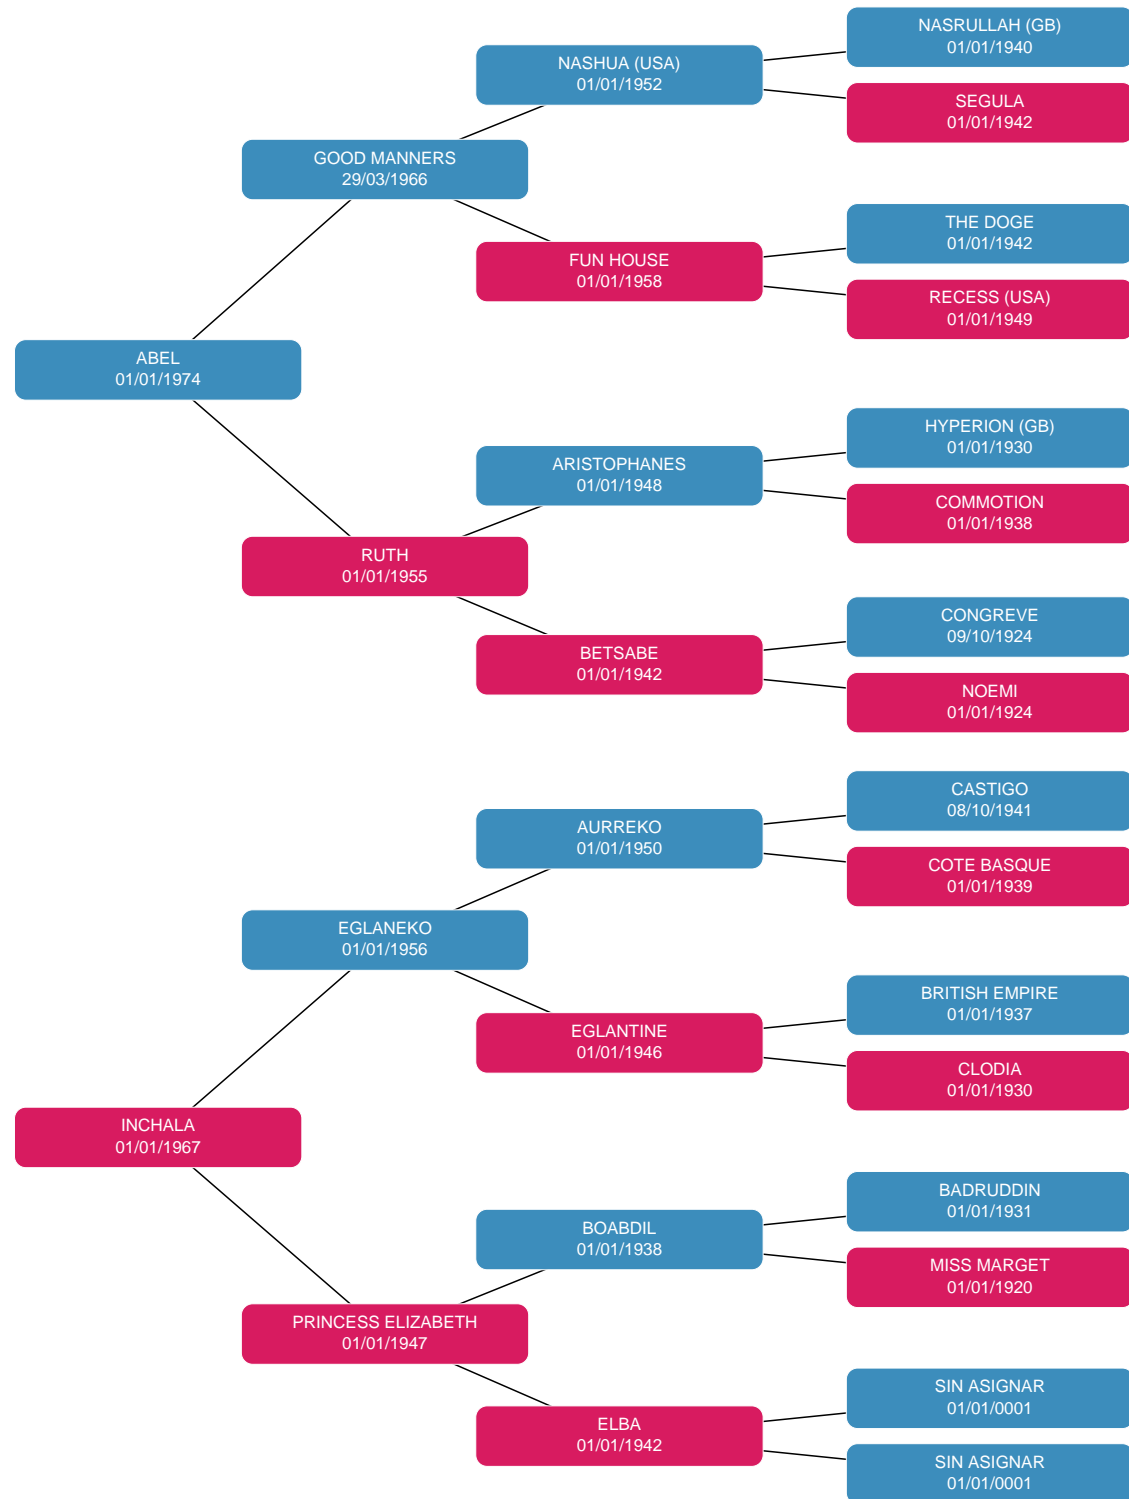 NASRULLAH (GB)
01/01/1940
NASHUA (USA)
01/01/1952
SEGULA
01/01/1942
GOOD MANNERS
29/03/1966
THE DOGE
01/01/1942
FUN HOUSE
01/01/1958
RECESS (USA)
01/01/1949
ABEL
01/01/1974
HYPERION (GB)
01/01/1930
ARISTOPHANES
01/01/1948
COMMOTION
01/01/1938
RUTH
01/01/1955
CONGREVE
09/10/1924
BETSABE
01/01/1942
NOEMI
01/01/1924
CASTIGO
08/10/1941
AURREKO
01/01/1950
COTE BASQUE
01/01/1939
EGLANEKO
01/01/1956
BRITISH EMPIRE
01/01/1937
EGLANTINE
01/01/1946
CLODIA
01/01/1930
INCHALA
01/01/1967
BADRUDDIN
01/01/1931
BOABDIL
01/01/1938
MISS MARGET
01/01/1920
PRINCESS ELIZABETH
01/01/1947
SIN ASIGNAR
01/01/0001
ELBA
01/01/1942
SIN ASIGNAR
01/01/0001